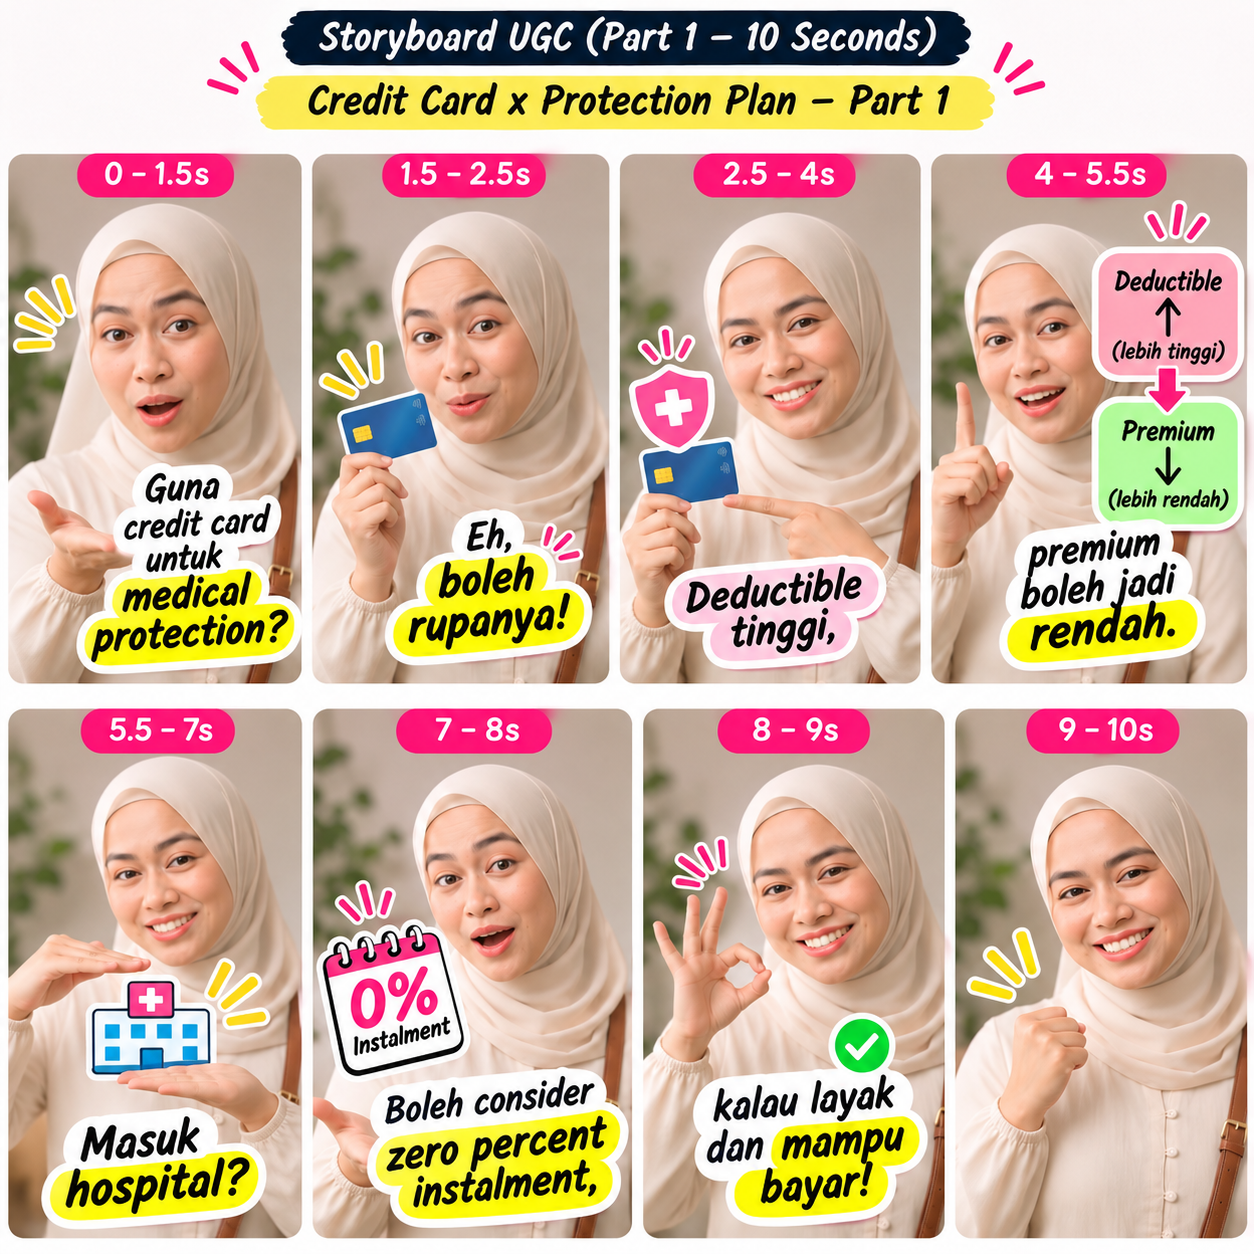 Storyboard UGC (Part 1 – 10 Seconds)
Credit Card x Protection Plan – Part 1
0 – 1.5s
Guna
credit card
untuk
medical
protection?
1.5 – 2.5s
Eh,
boleh
rupanya!
2.5 – 4s
Deductible
tinggi,
4 – 5.5s
Deductible
↑
(lebih tinggi)
Premium
↓
(lebih rendah)
premium
boleh jadi
rendah.
5.5 – 7s
Masuk
hospital?
7 – 8s
0%
Instalment
Boleh consider
zero percent
instalment,
8 – 9s
kalau layak
dan mampu
bayar!
9 – 10s